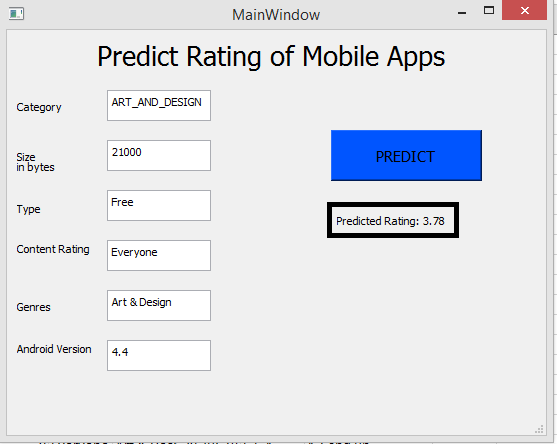 MainWindow
Predict Rating of Mobile Apps
Category
ART_AND_DESIGN
Size
in bytes
21000
PREDICT
Type
Free
Predicted Rating: 3.78
Content Rating
Everyone
Genres
Art & Design
Android Version
4.4